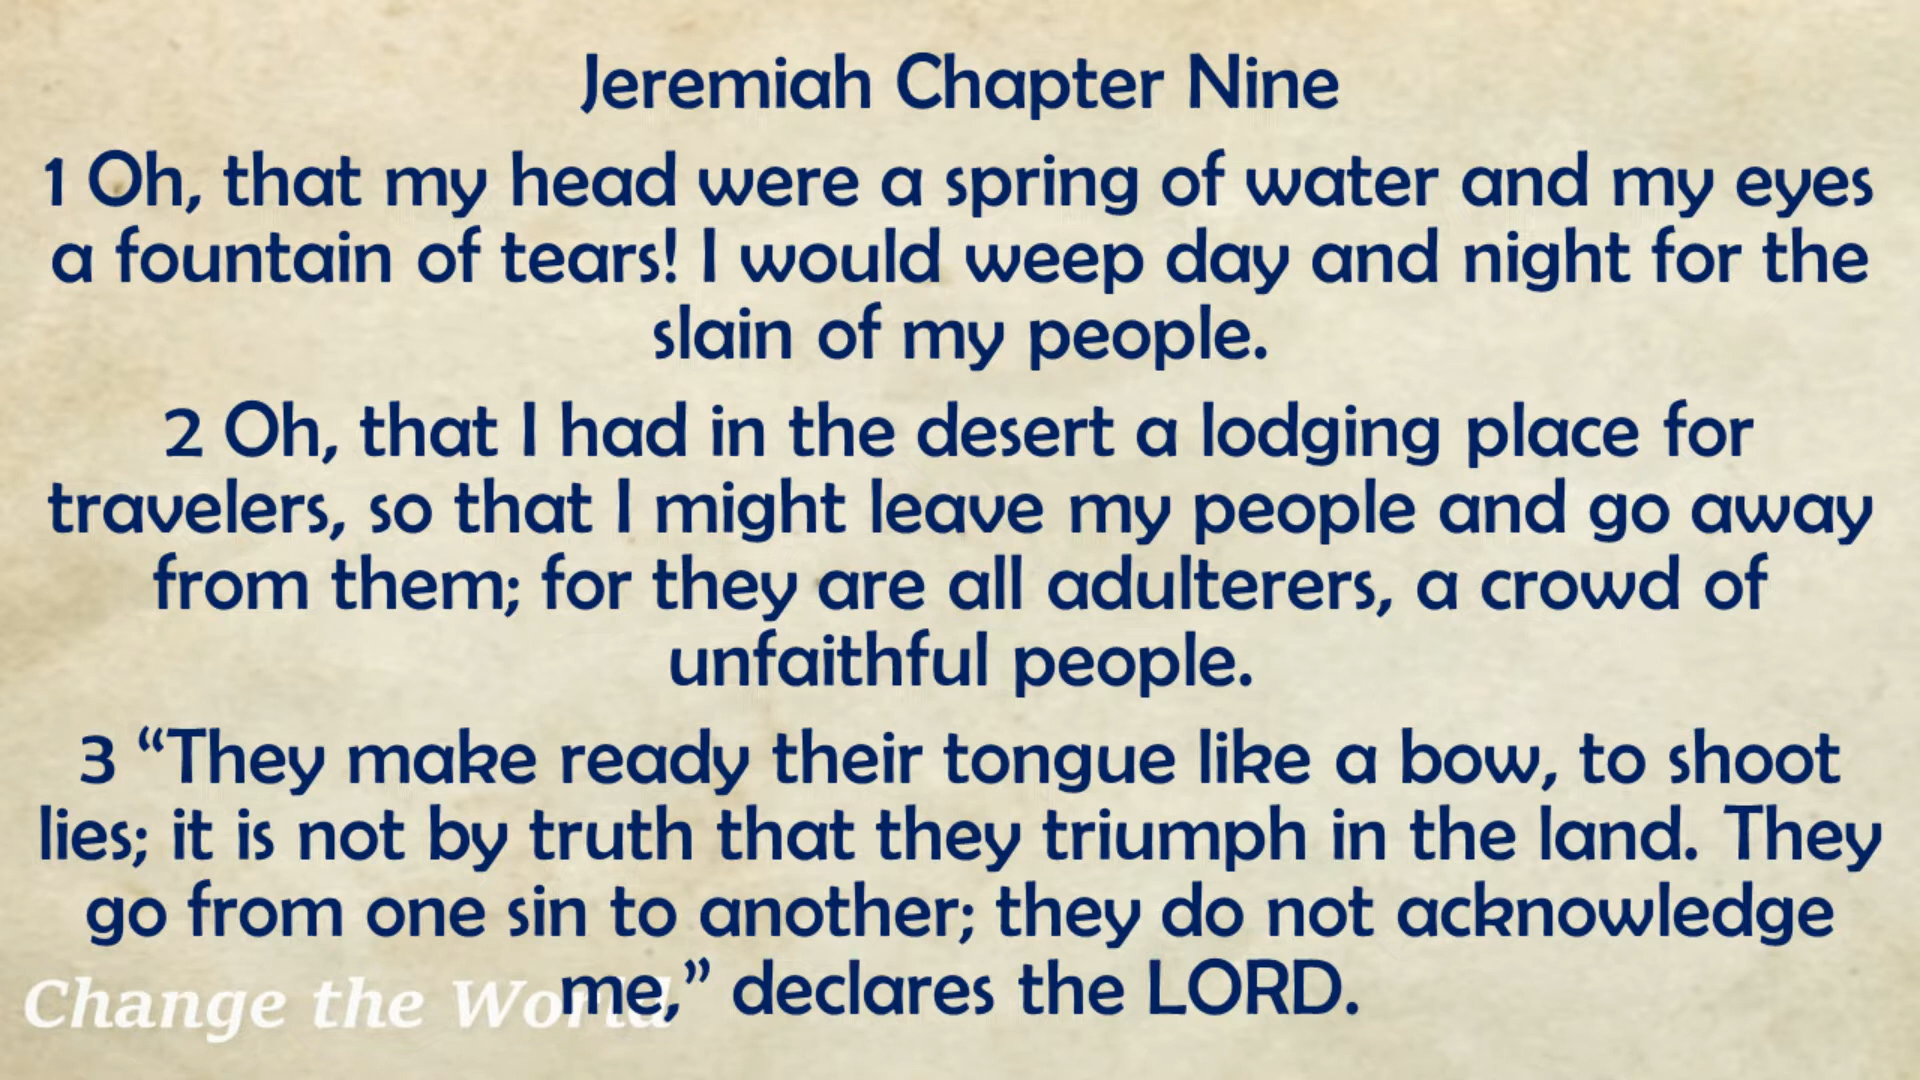 Jeremiah Chapter Nine
1 Oh, that my head were a spring of water and my eyes
a fountain of tears! I would weep day and night for the
slain of my people.
2 Oh, that I had in the desert a lodging place for
travelers, so that I might leave my people and go away
from them; for they are all adulterers, a crowd of
unfaithful people.
3 “They make ready their tongue like a bow, to shoot
lies; it is not by truth that they triumph in the land. They
go from one sin to another; they do not acknowledge
me,” declares the LORD.
Change the World